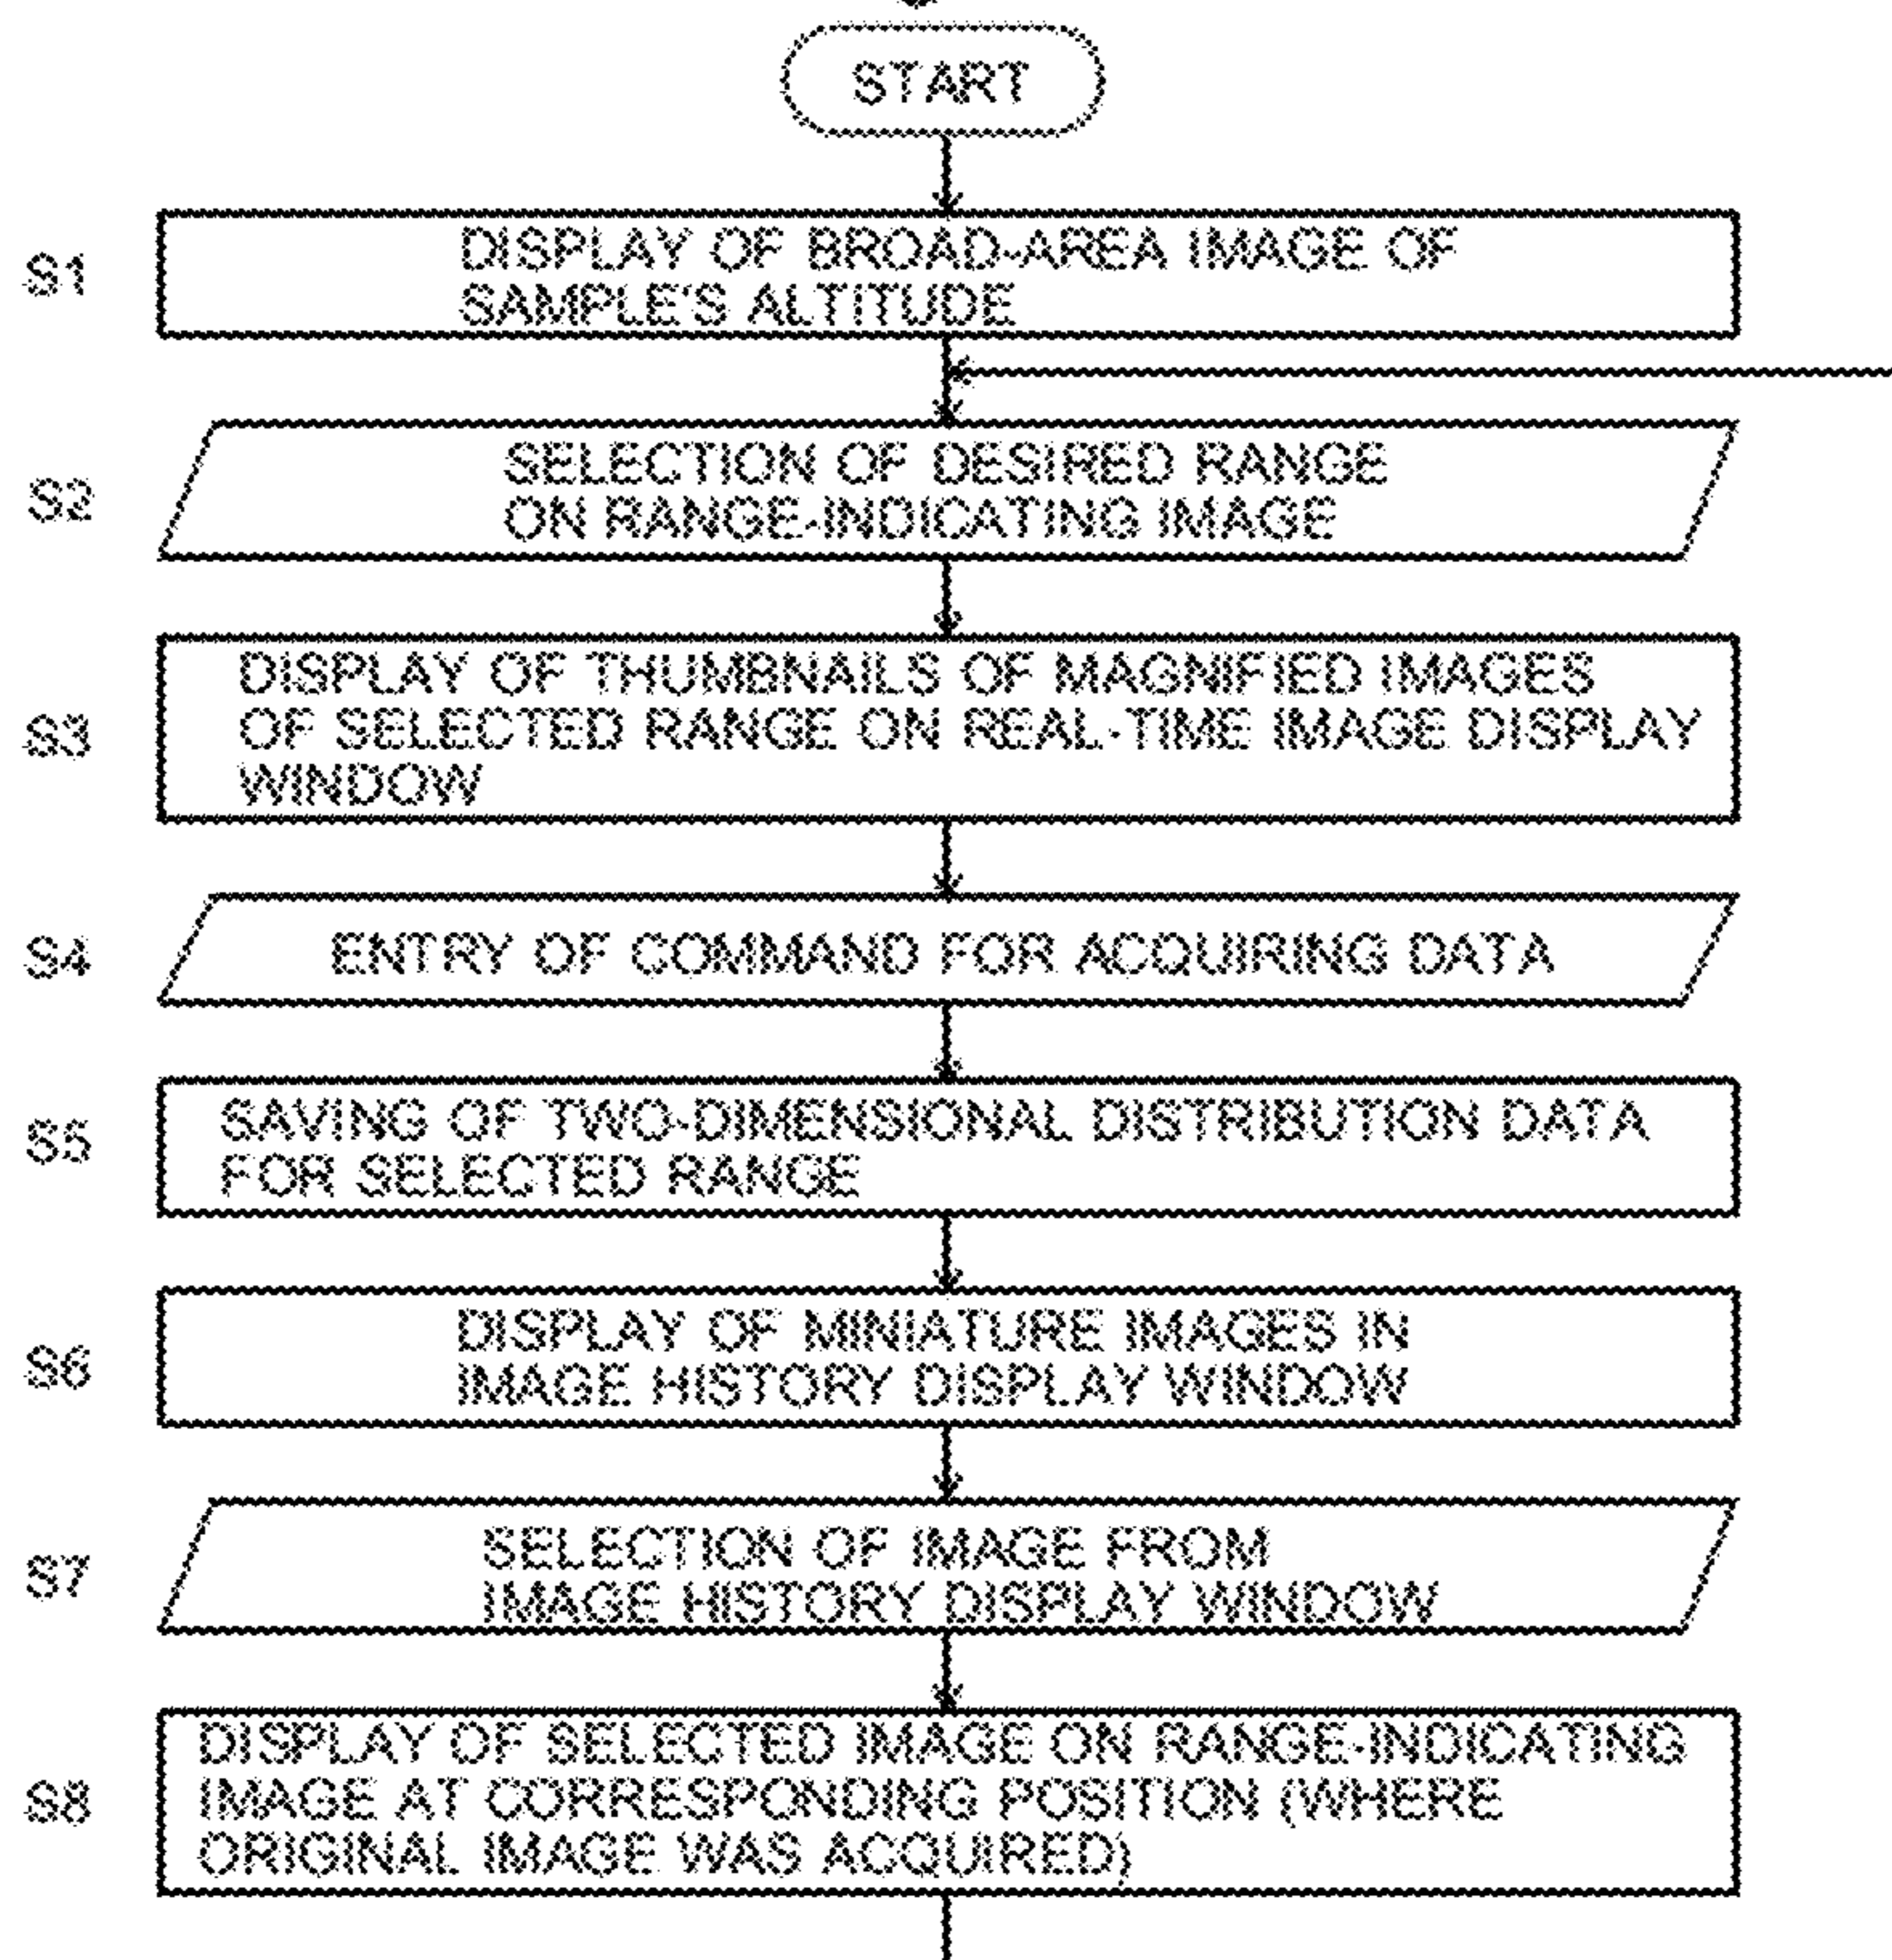 START
S1
DISPLAY OF BROAD-AREA IMAGE OF
SAMPLE'S ALTITUDE
S2
SELECTION OF DESIRED RANGE
ON RANGE-INDICATING IMAGE
S3
DISPLAY OF THUMBNAILS OF MAGNIFIED IMAGES
OF SELECTED RANGE ON REAL-TIME IMAGE DISPLAY
WINDOW
S4
ENTRY OF COMMAND FOR ACQUIRING DATA
S5
SAVING OF TWO-DIMENSIONAL DISTRIBUTION DATA
FOR SELECTED RANGE
S6
DISPLAY OF MINIATURE IMAGES IN
IMAGE HISTORY DISPLAY WINDOW
S7
SELECTION OF IMAGE FROM
IMAGE HISTORY DISPLAY WINDOW
S8
DISPLAY OF SELECTED IMAGE ON RANGE-INDICATING
IMAGE AT CORRESPONDING POSITION (WHERE
ORIGINAL IMAGE WAS ACQUIRED)